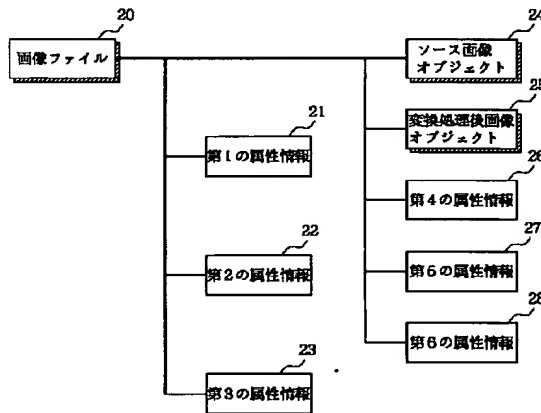 20
画像ファイル
21
第1の属性情報
22
第2の属性情報
23
第3の属性情報
24
ソース画像
オブジェクト
25
変換処理後画像
オブジェクト
26
第4の属性情報
27
第5の属性情報
28
第6の属性情報